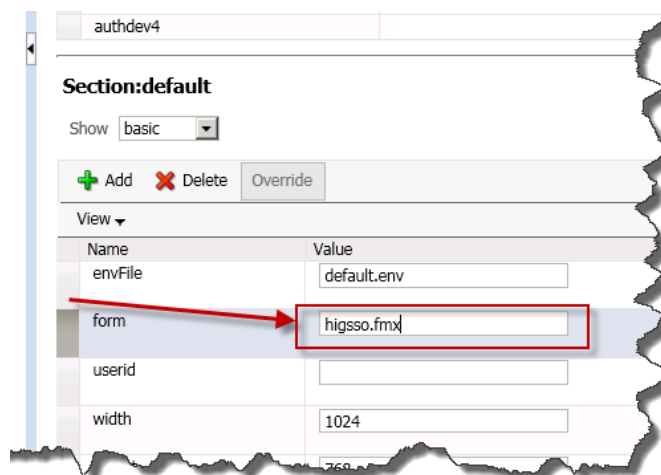 authdev4
Section:default
Show basic
Add Delete Override
View
Name Value
envFile default.env
form higsso.fmx
userid
width 1024
768